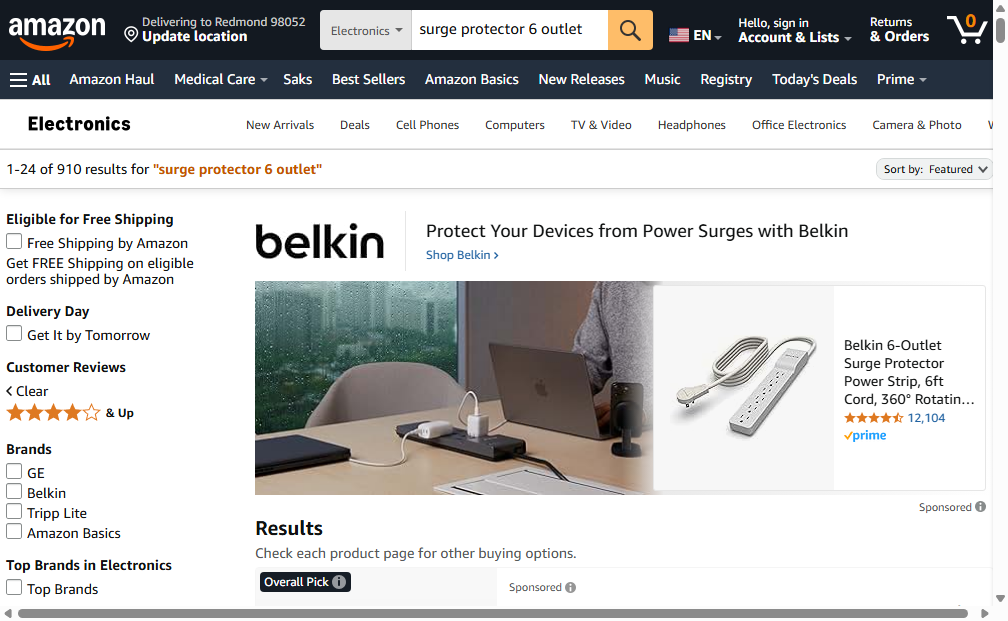 amazon
Delivering to Redmond 98052
Update location
Electronics
surge protector 6 outlet
EN
Hello, sign in
Account & Lists
Returns
& Orders
0
All
Amazon Haul
Medical Care
Saks
Best Sellers
Amazon Basics
New Releases
Music
Registry
Today's Deals
Prime
Electronics
New Arrivals
Deals
Cell Phones
Computers
TV & Video
Headphones
Office Electronics
Camera & Photo
1-24 of 910 results for "surge protector 6 outlet"
Sort by: Featured
Eligible for Free Shipping
Free Shipping by Amazon
Get FREE Shipping on eligible
orders shipped by Amazon
Delivery Day
Get It by Tomorrow
Customer Reviews
Clear
& Up
Brands
GE
Belkin
Tripp Lite
Amazon Basics
Top Brands in Electronics
Top Brands
belkin
Protect Your Devices from Power Surges with Belkin
Shop Belkin ›
Belkin 6-Outlet
Surge Protector
Power Strip, 6ft
Cord, 360° Rotatin…
12,104
prime
Sponsored
Results
Check each product page for other buying options.
Overall Pick
Sponsored